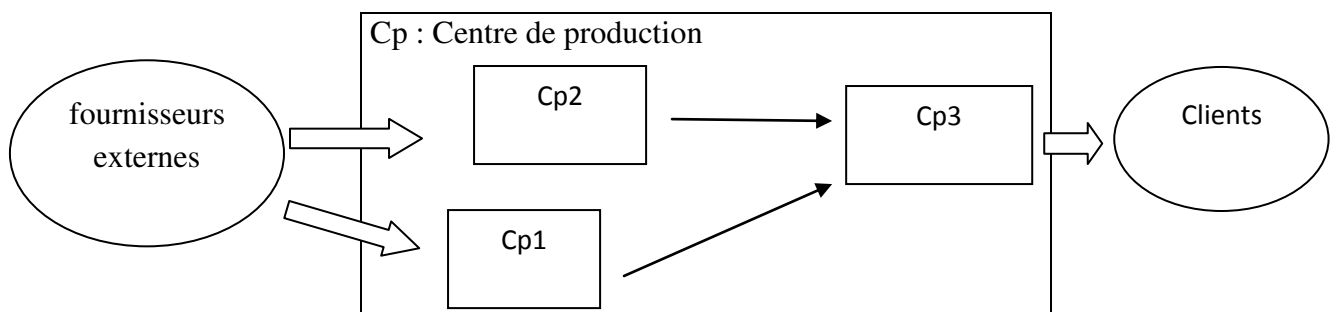 Cp : Centre de production
fournisseurs
externes
Cp2
Cp1
Cp3
Clients